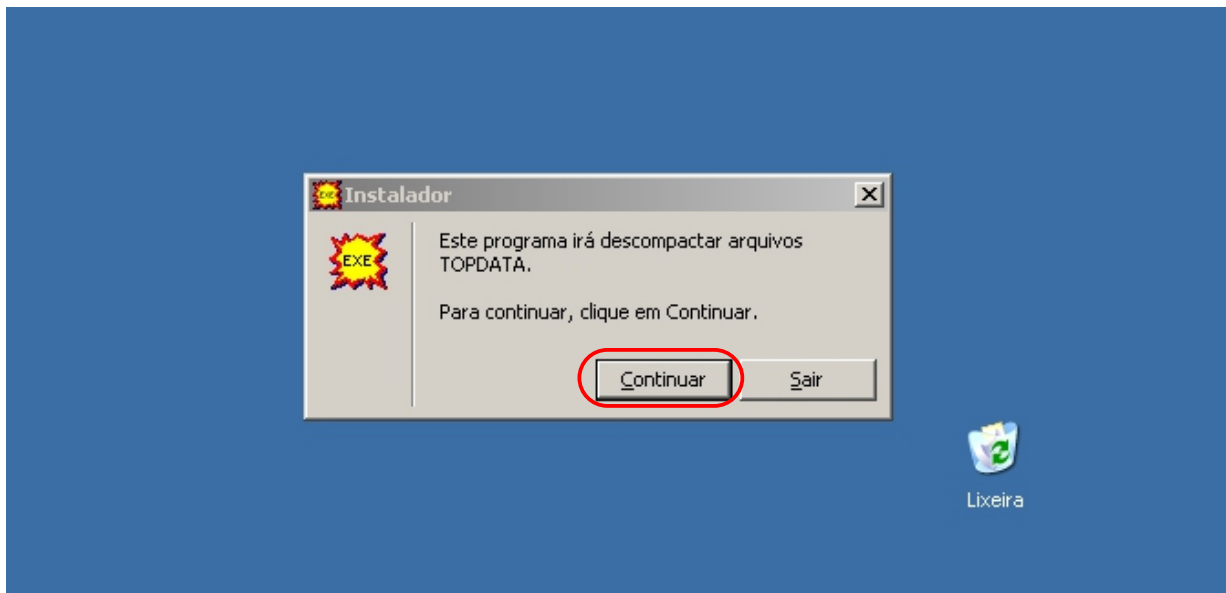 Instalador
EXE
Este programa irá descompactar arquivos
TOPDATA.
Para continuar, clique em Continuar.
Continuar
Sair
Lixeira